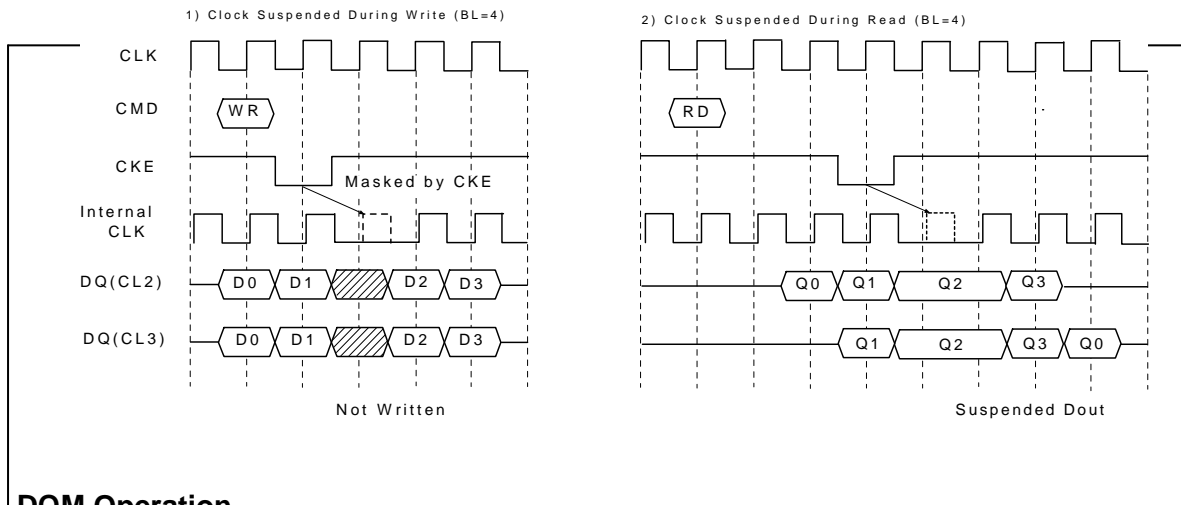 1) Clock Suspended During Write (BL=4)
2) Clock Suspended During Read (BL=4)
CLK
CMD WR RD
CKE Masked by CKE
Internal
CLK
DQ(CL2) D0 D1 D2 D3 Q0 Q1 Q2 Q3
DQ(CL3) D0 D1 D2 D3 Q1 Q2 Q3 Q0
Not Written Suspended Dout
DQM Operation